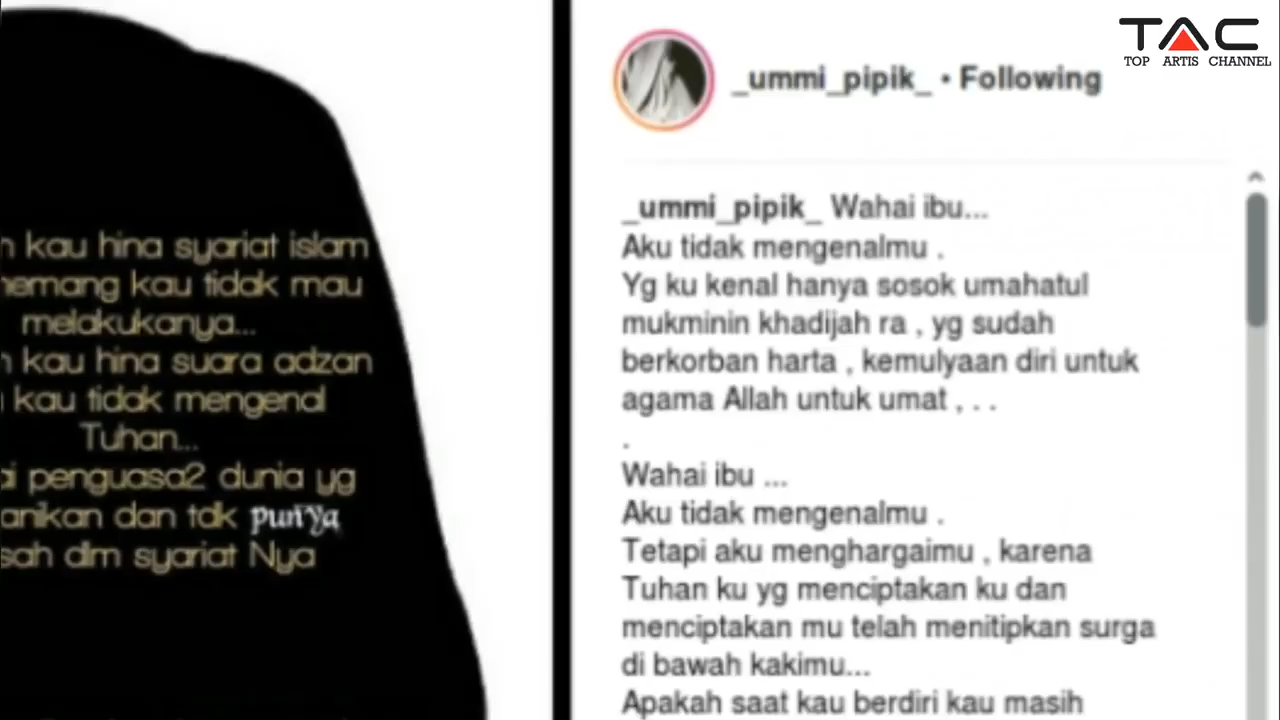 kau hina syariat islam
kau tidak mau
melakukanya...
kau hina suara adzan
kau tidak mengenal
Tuhan...
penguasa2 dunia yg
dan tdk punya
dlm syariat Nya
TAC
TOP ARTIS CHANNEL
_ummi_pipik_ • Following
_ummi_pipik_ Wahai ibu...
Aku tidak mengenalmu .
Yg ku kenal hanya sosok umahatul
mukminin khadijah ra , yg sudah
berkorban harta , kemulyaan diri untuk
agama Allah untuk umat , . .
.
Wahai ibu ...
Aku tidak mengenalmu .
Tetapi aku menghargaimu , karena
Tuhan ku yg menciptakan ku dan
menciptakan mu telah menitipkan surga
di bawah kakimu...
Apakah saat kau berdiri kau masih